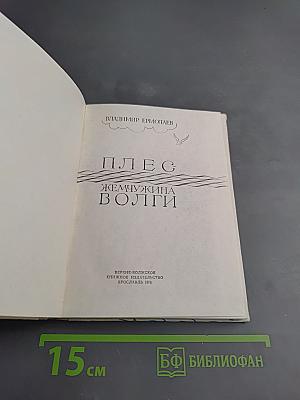 ВЛАДИМИР ЕРМОЛАЕВ
ПЛЕС
ЖЕМЧУЖИНА
ВОЛГИ
ВЕРХНЕ-ВОЛЖСКОЕ
КНИЖНОЕ ИЗДАТЕЛЬСТВО
ЯРОСЛАВЛЬ
15 СМ
БФ БИБЛИОФАН